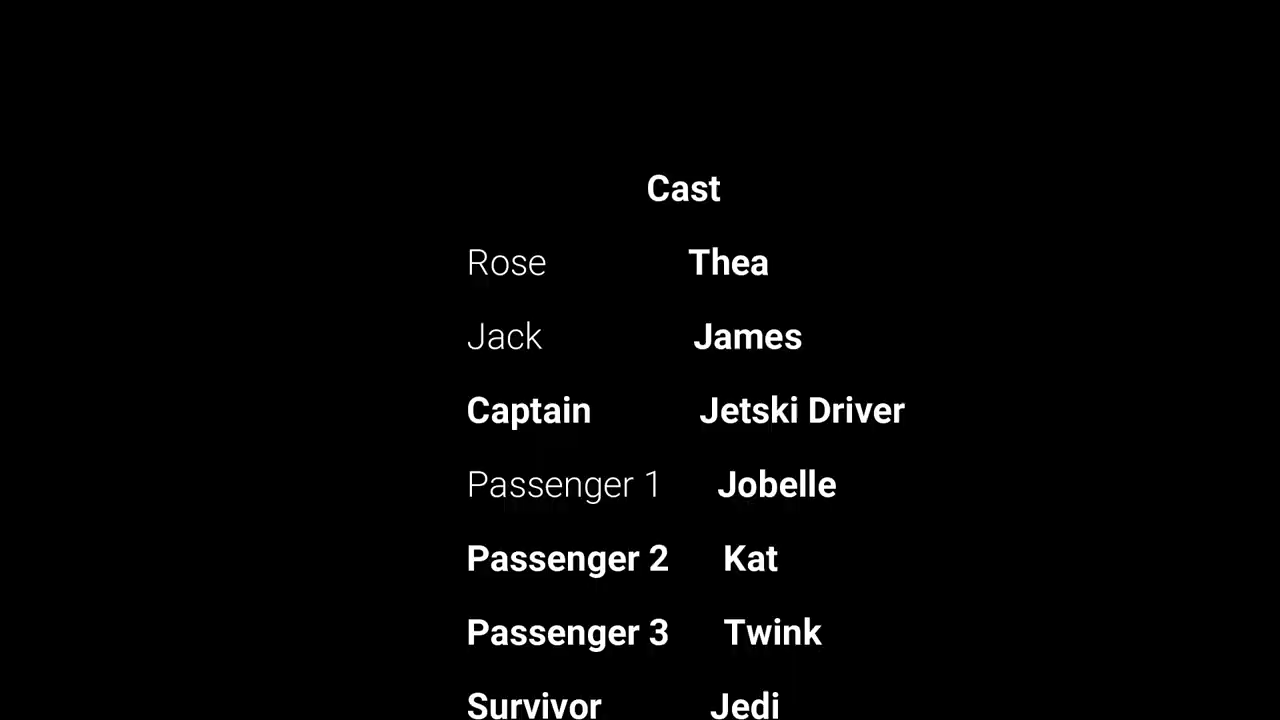 Cast
Rose Thea
Jack James
Captain Jetski Driver
Passenger 1 Jobelle
Passenger 2 Kat
Passenger 3 Twink
Survivor Jedi